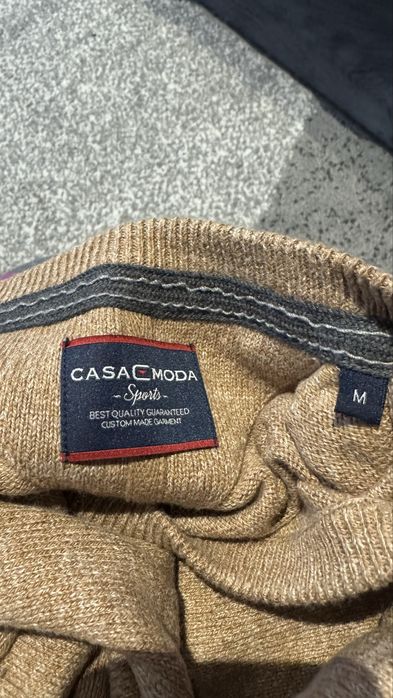 CASA MODA
- Sports -
BEST QUALITY GUARANTEED
CUSTOM MADE GARMENT
M